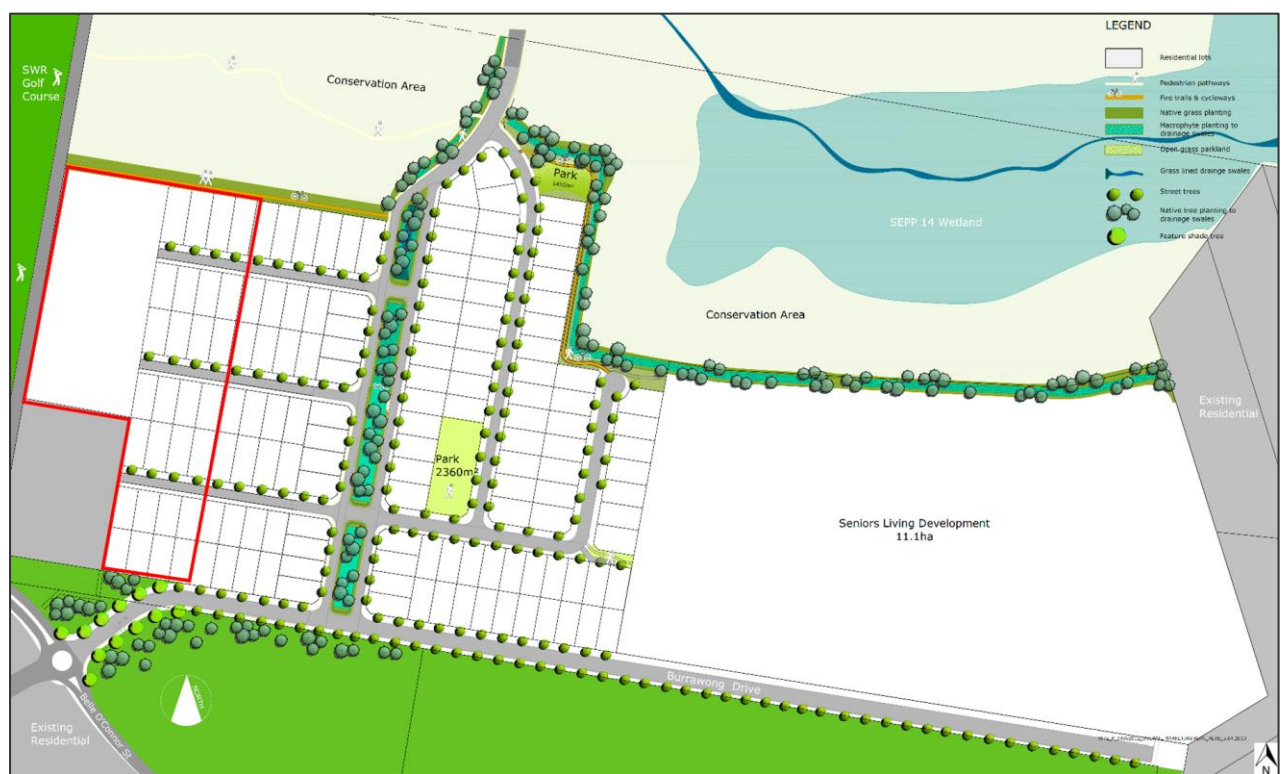 LEGEND
Residential lots
Pedestrian pathways
Fire trails & cycleways
Native grass planting
Macrophyte planting to
drainage swales
Open grass parkland
Grass lined drainge swales
Street trees
Native tree planting to
drainage swales
Feature shade tree
SWR
Golf
Course
Conservation Area
Park
SEPP 14 Wetland
Conservation Area
Existing
Residential
Park
2360m²
Seniors Living Development
11.1ha
Burrawong Drive
Belle O'Connor St
Existing
Residential
NORTH
N